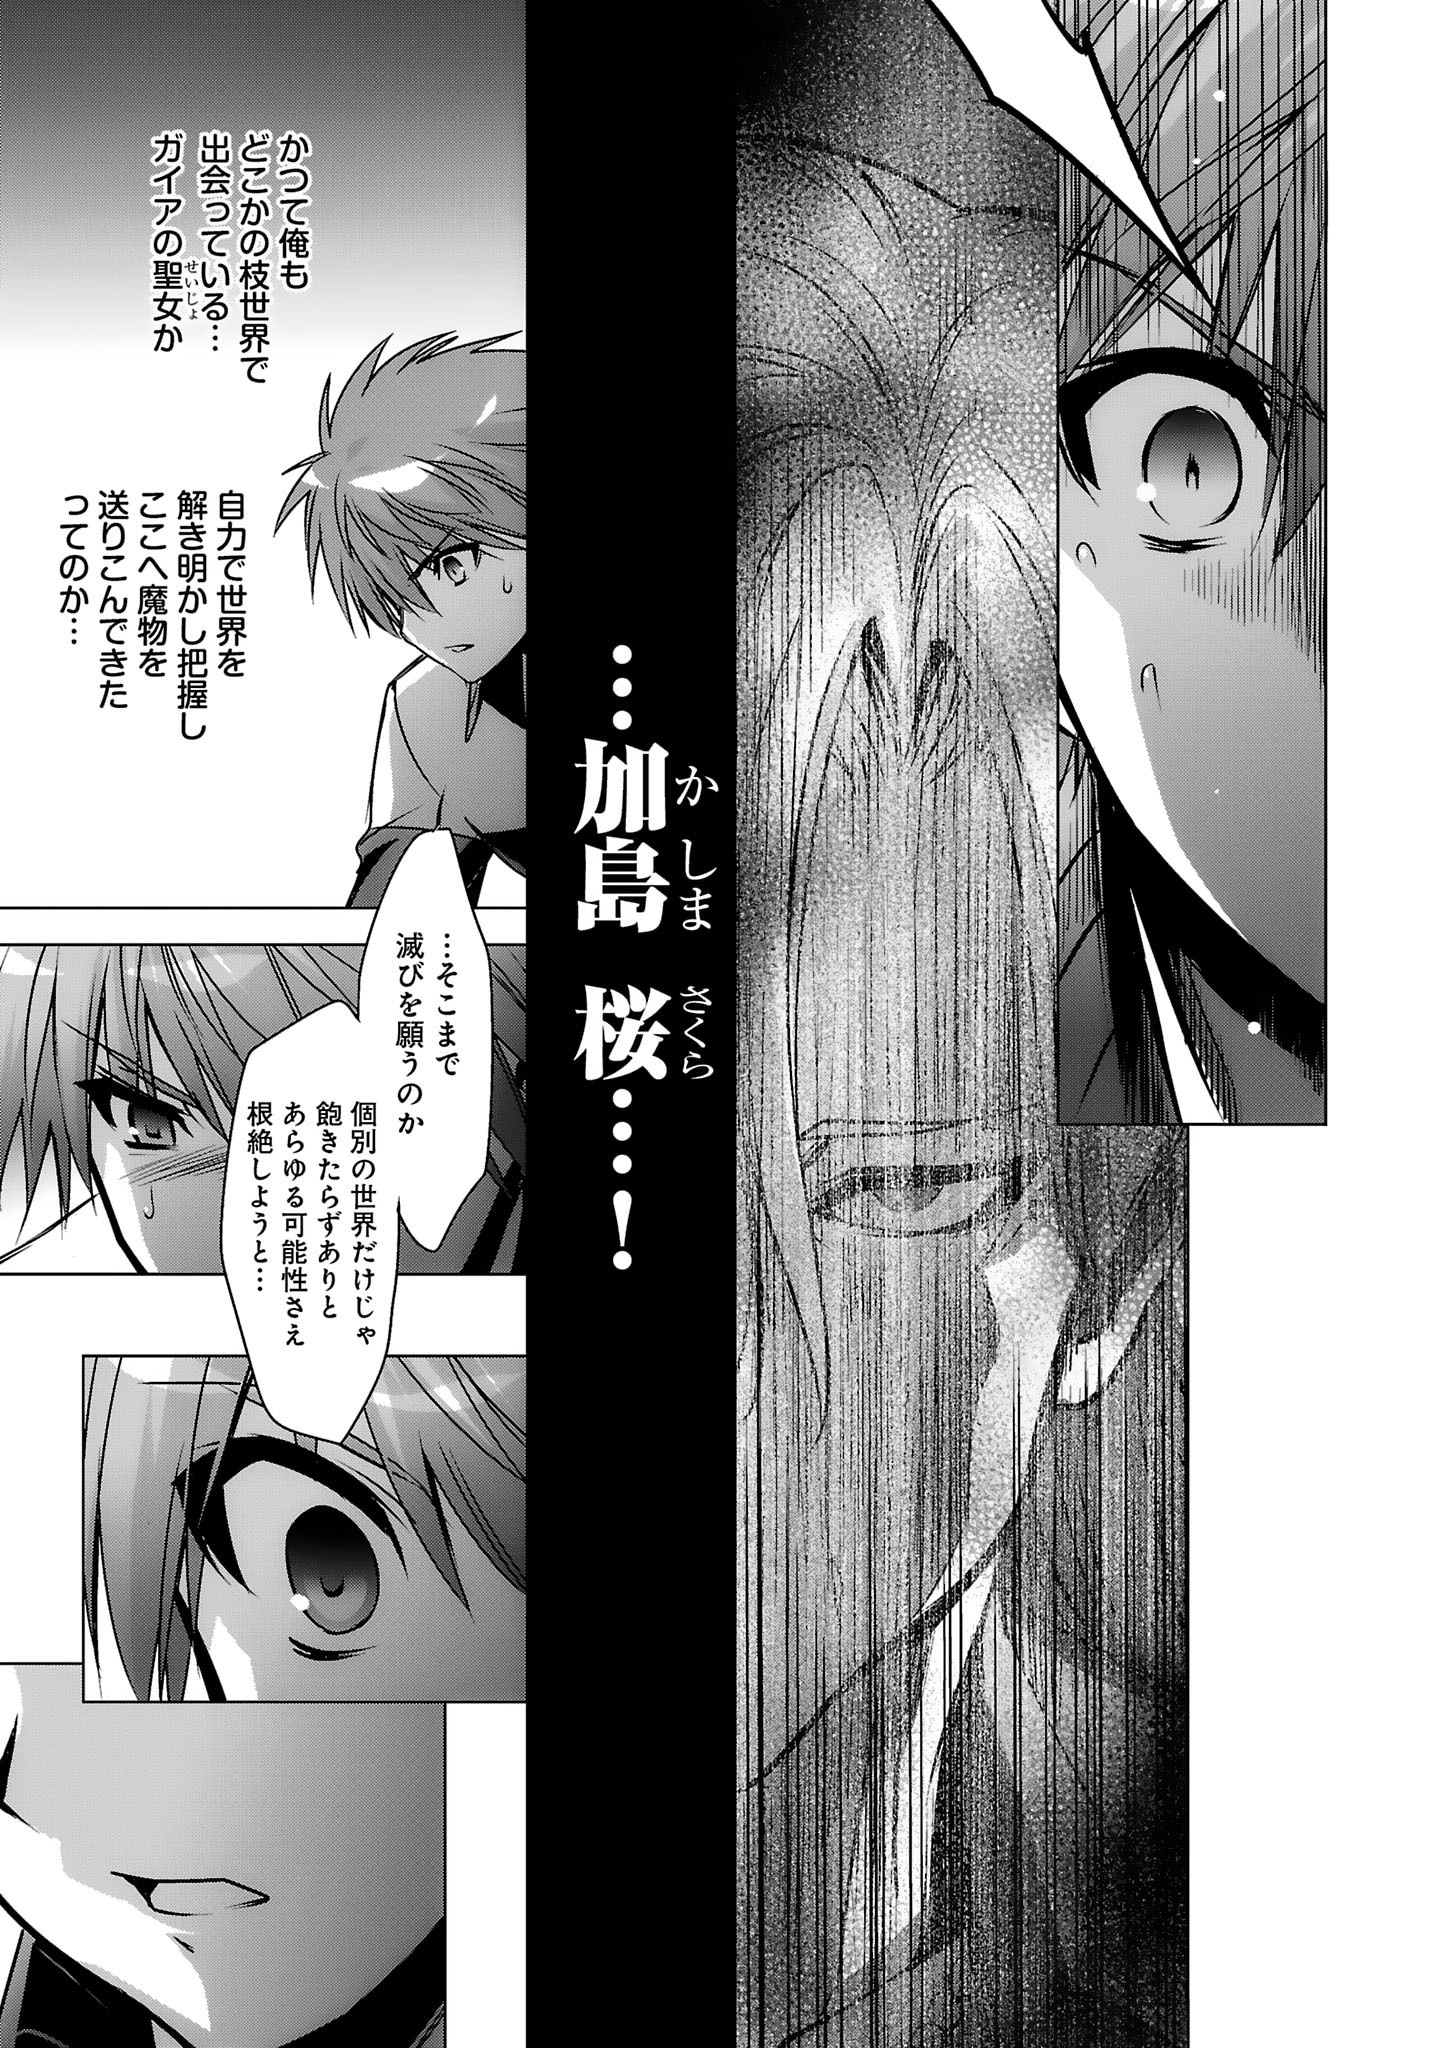 …加島　桜……！
かしま
さくら
かつて俺も
どこかの枝世界で
出会っている…
ガイアの聖女か
せいじょ
自力で世界を
解き明かし把握し
ここへ魔物を
送りこんできた
ってのか…
…そこまで
滅びを願うのか
個別の世界だけじゃ
飽きたらずありと
あらゆる可能性さえ
根絶しようと…